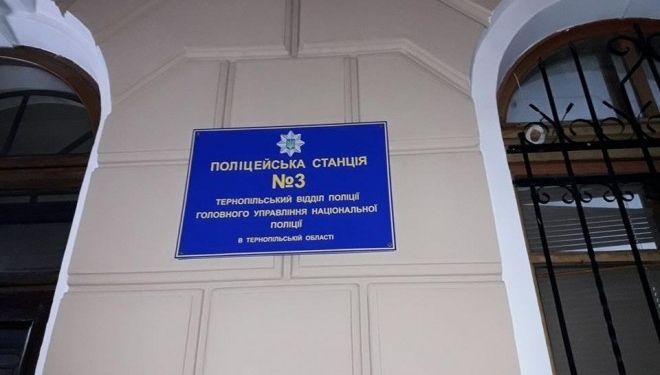 ПОЛІЦЕЙСЬКА СТАНЦІЯ
№3
ТЕРНОПІЛЬСЬКИЙ ВІДДІЛ ПОЛІЦІЇ
ГОЛОВНОГО УПРАВЛІННЯ НАЦІОНАЛЬНОЇ
ПОЛІЦІЇ
В ТЕРНОПІЛЬСЬКІЙ ОБЛАСТІ